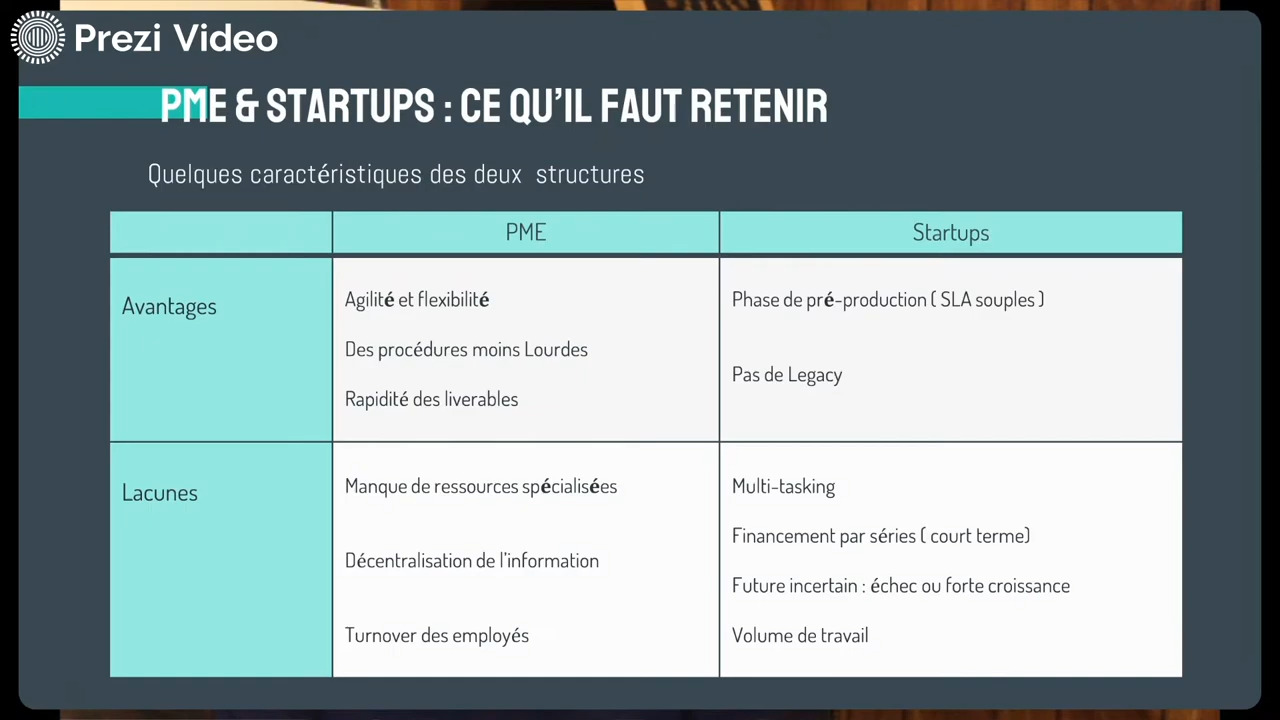 Prezi Video
PME & STARTUPS : CE QU'IL FAUT RETENIR
Quelques caractéristiques des deux structures
PME
Startups
Avantages
Agilité et flexibilité
Des procédures moins Lourdes
Rapidité des liverables
Phase de pré-production ( SLA souples )
Pas de Legacy
Lacunes
Manque de ressources spécialisées
Décentralisation de l'information
Turnover des employés
Multi-tasking
Financement par séries ( court terme)
Future incertain : échec ou forte croissance
Volume de travail